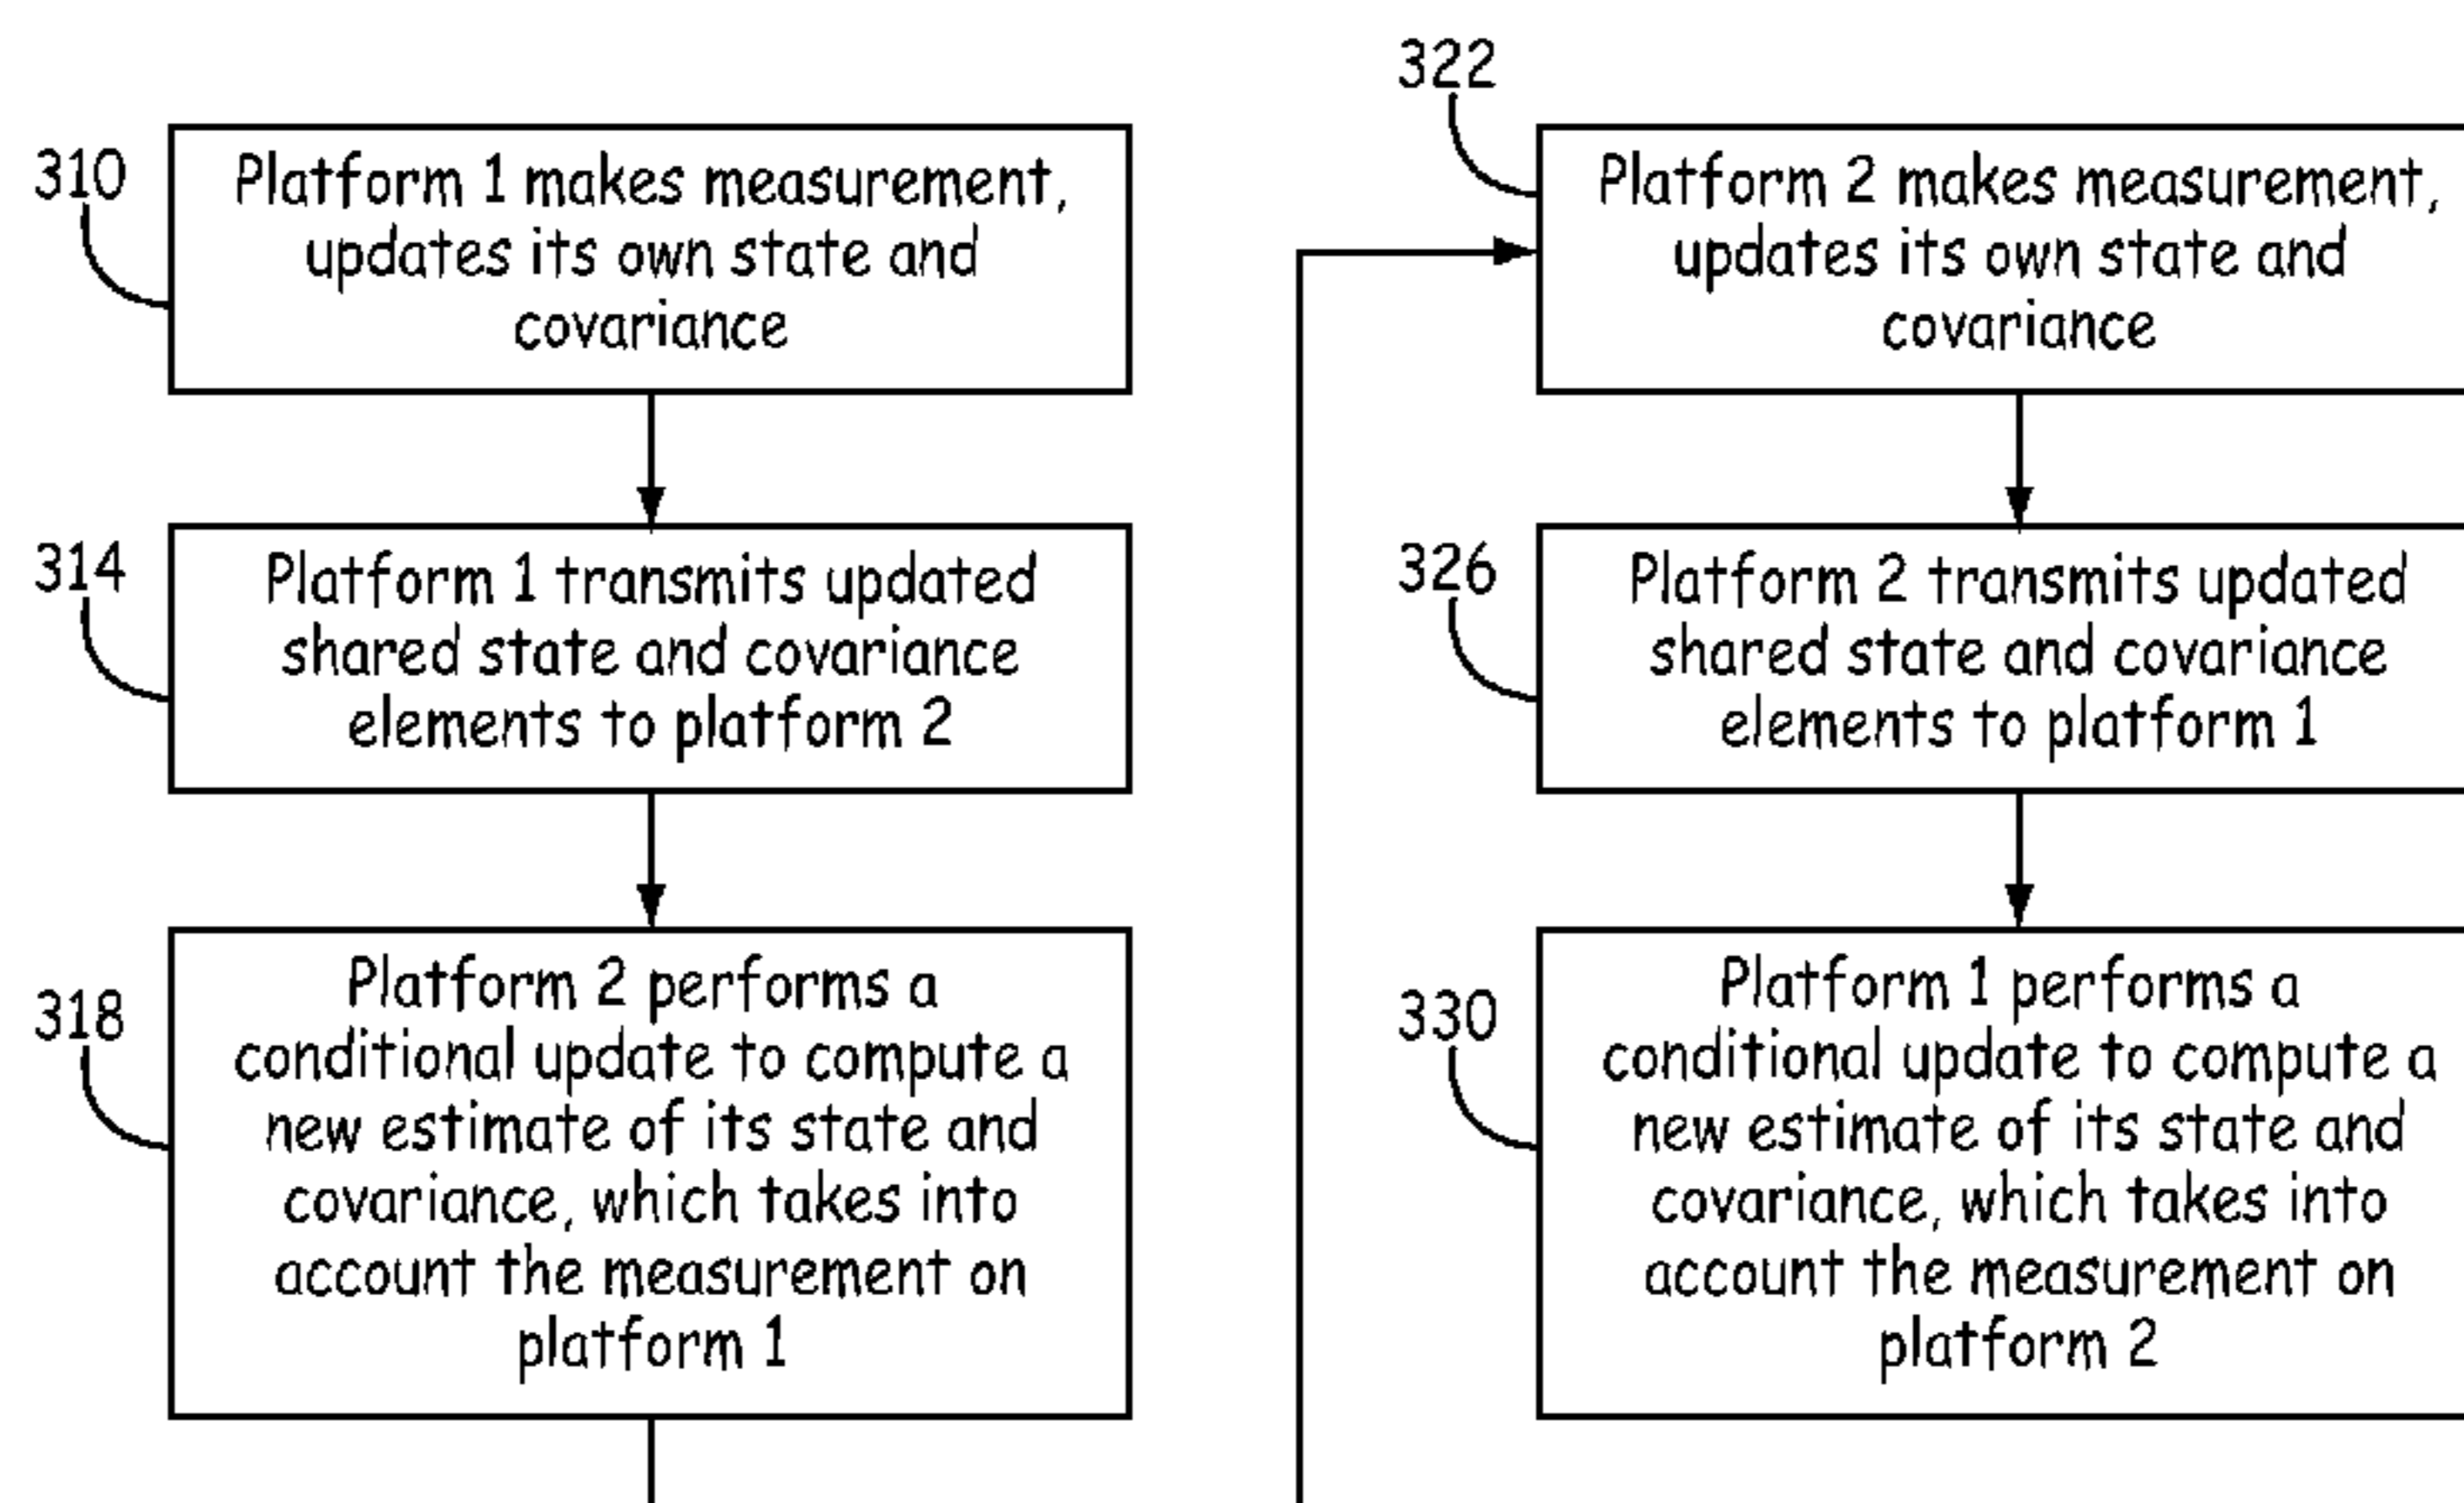 310
Platform 1 makes measurement,
updates its own state and
covariance
314
Platform 1 transmits updated
shared state and covariance
elements to platform 2
318
Platform 2 performs a
conditional update to compute a
new estimate of its state and
covariance, which takes into
account the measurement on
platform 1
322
Platform 2 makes measurement,
updates its own state and
covariance
326
Platform 2 transmits updated
shared state and covariance
elements to platform 1
330
Platform 1 performs a
conditional update to compute a
new estimate of its state and
covariance, which takes into
account the measurement on
platform 2